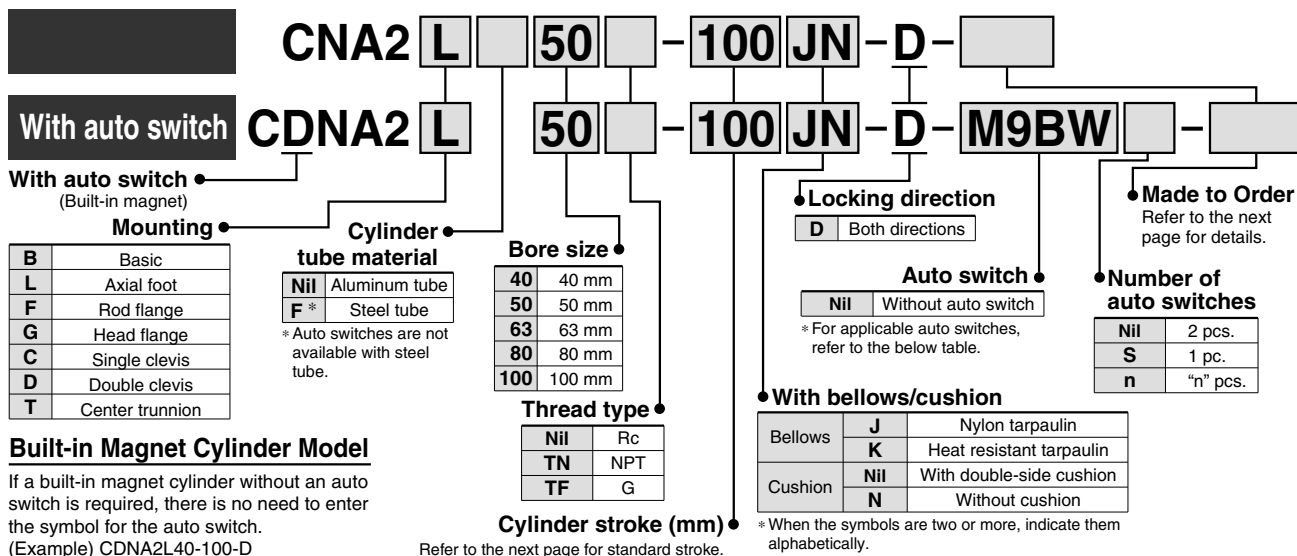 CNA2 L 50 - 100 JN - D -
With auto switch CDNA2 L 50 - 100 JN - D - M9BW -
With auto switch
(Built-in magnet)
Mounting
B Basic
L Axial foot
F Rod flange
G Head flange
C Single clevis
D Double clevis
T Center trunnion
Built-in Magnet Cylinder Model
If a built-in magnet cylinder without an auto
switch is required, there is no need to enter
the symbol for the auto switch.
(Example) CDNA2L40-100-D
Cylinder
tube material
Nil Aluminum tube
F * Steel tube
* Auto switches are not
available with steel
tube.
Bore size
40 40 mm
50 50 mm
63 63 mm
80 80 mm
100 100 mm
Thread type
Nil Rc
TN NPT
TF G
Cylinder stroke (mm)
Refer to the next page for standard stroke.
Locking direction
D Both directions
Auto switch
Nil Without auto switch
* For applicable auto switches,
refer to the below table.
With bellows/cushion
Bellows J Nylon tarpaulin
K Heat resistant tarpaulin
Cushion Nil With double-side cushion
N Without cushion
* When the symbols are two or more, indicate them
alphabetically.
Made to Order
Refer to the next
page for details.
Number of
auto switches
Nil 2 pcs.
S 1 pc.
n “n” pcs.